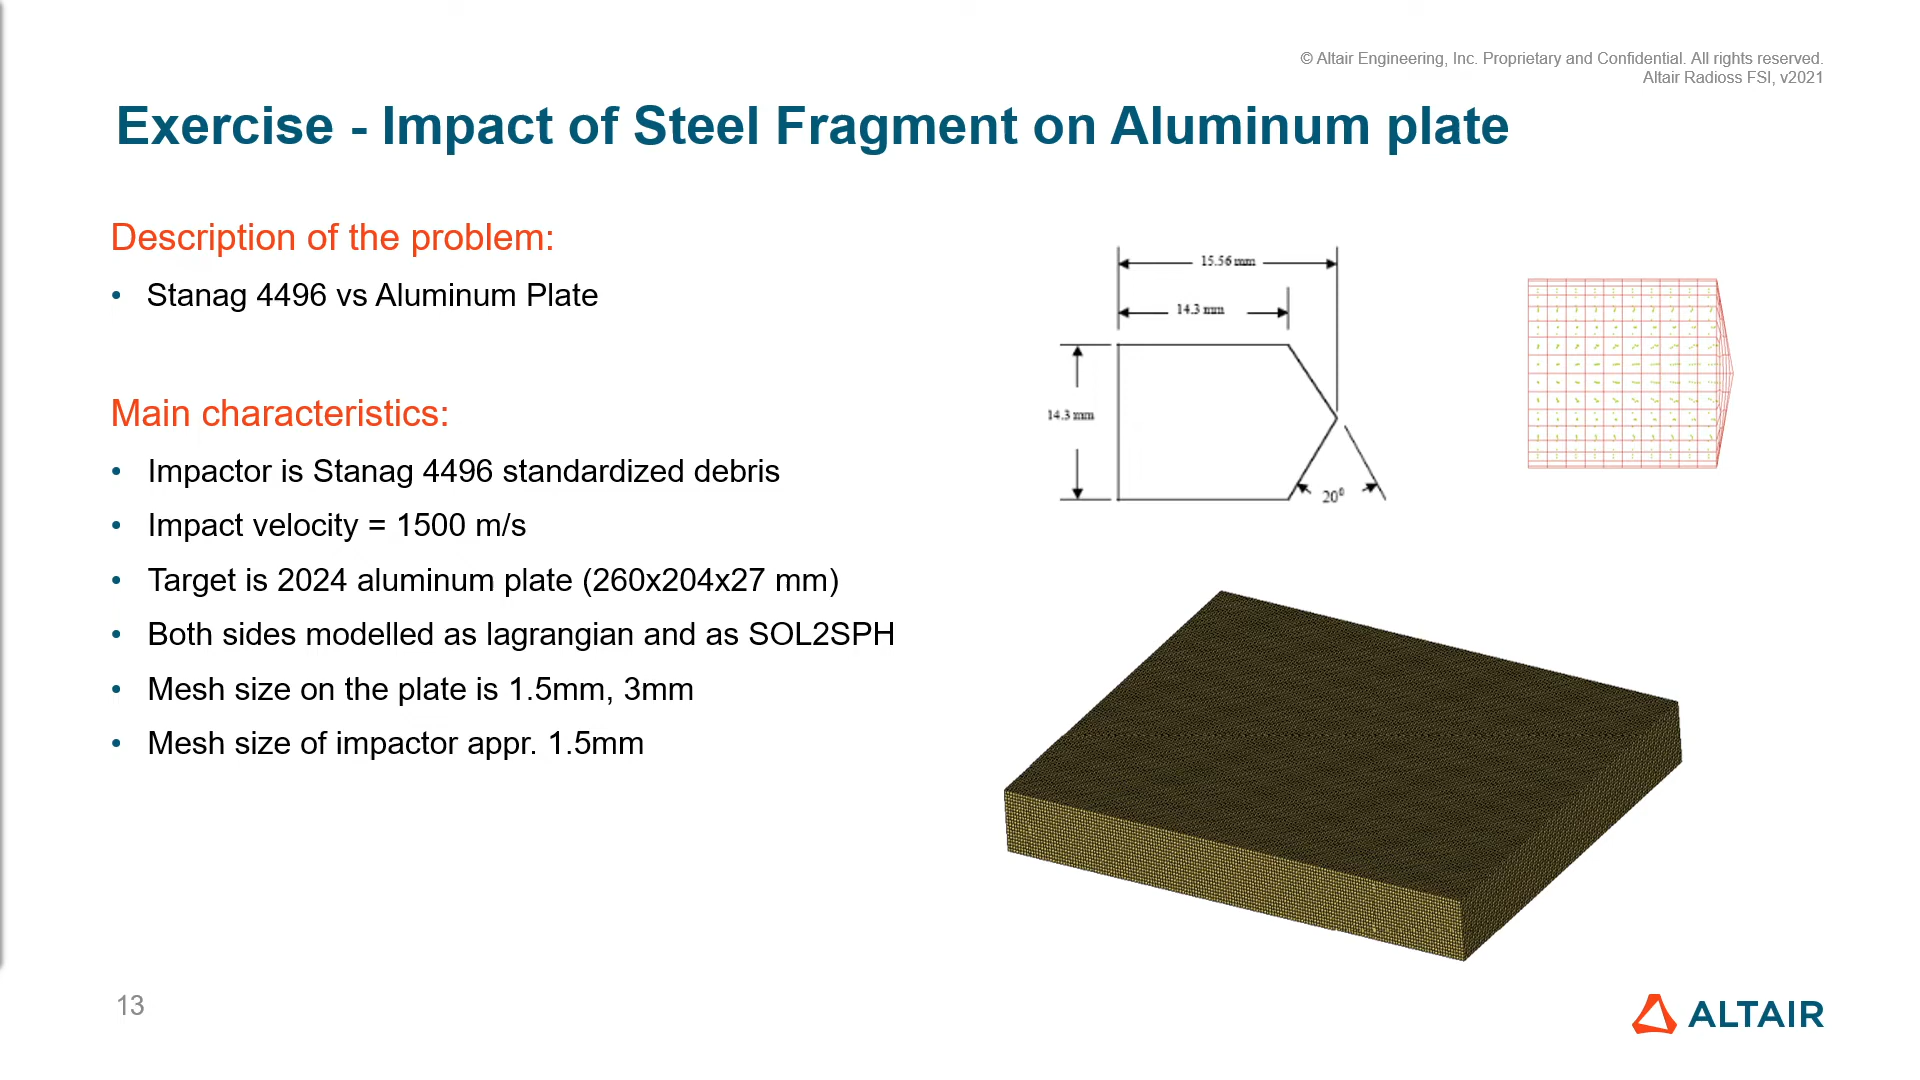 © Altair Engineering, Inc. Proprietary and Confidential. All rights reserved.
Altair Radioss FSI, v2021
Exercise - Impact of Steel Fragment on Aluminum plate
Description of the problem:
• Stanag 4496 vs Aluminum Plate
Main characteristics:
• Impactor is Stanag 4496 standardized debris
• Impact velocity = 1500 m/s
• Target is 2024 aluminum plate (260x204x27 mm)
• Both sides modelled as lagrangian and as SOL2SPH
• Mesh size on the plate is 1.5mm, 3mm
• Mesh size of impactor appr. 1.5mm
15.56 mm
14.3 mm
14.3 mm
20⁰
13
ALTAIR